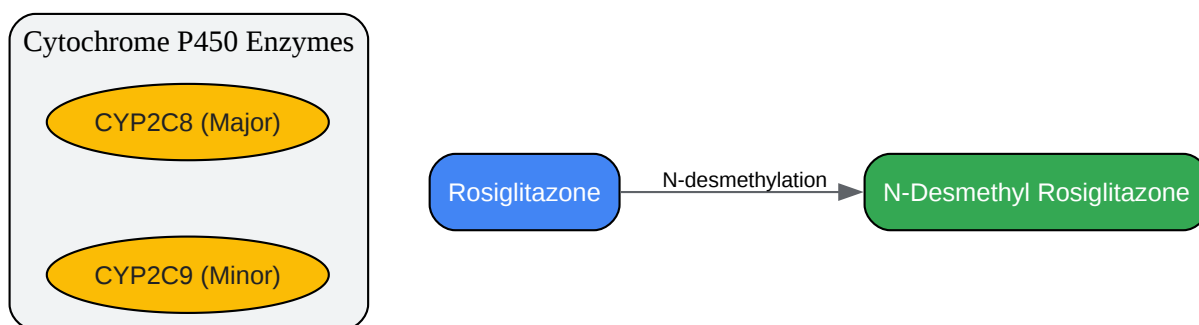 Cytochrome P450 Enzymes
CYP2C8 (Major)
CYP2C9 (Minor)
Rosiglitazone
N-desmethylation
N-Desmethyl Rosiglitazone